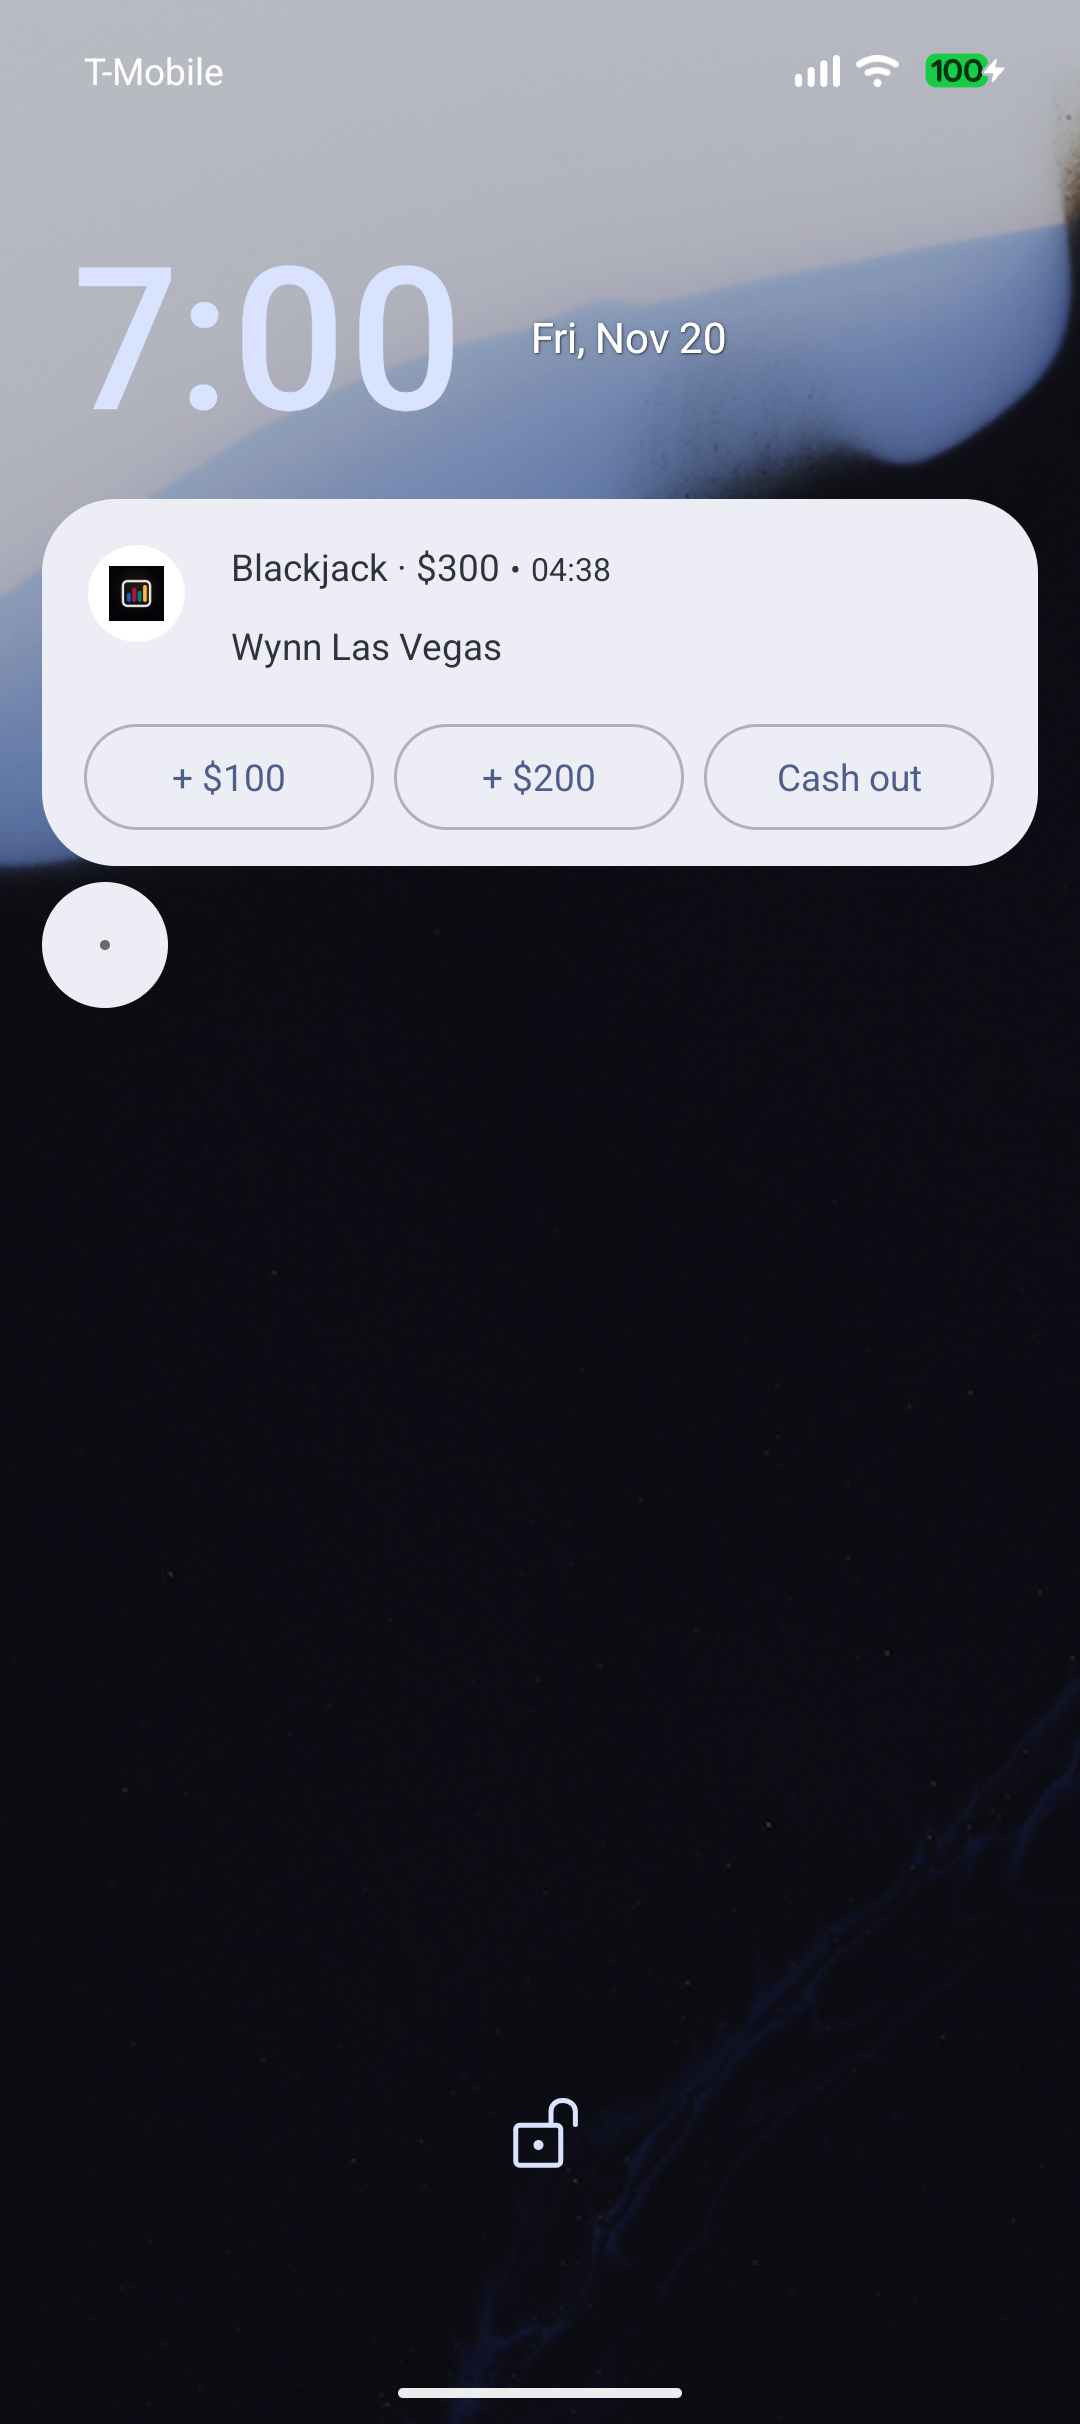 T-Mobile
100
7:00
Fri, Nov 20
Blackjack · $300 • 04:38
Wynn Las Vegas
+ $100
+ $200
Cash out